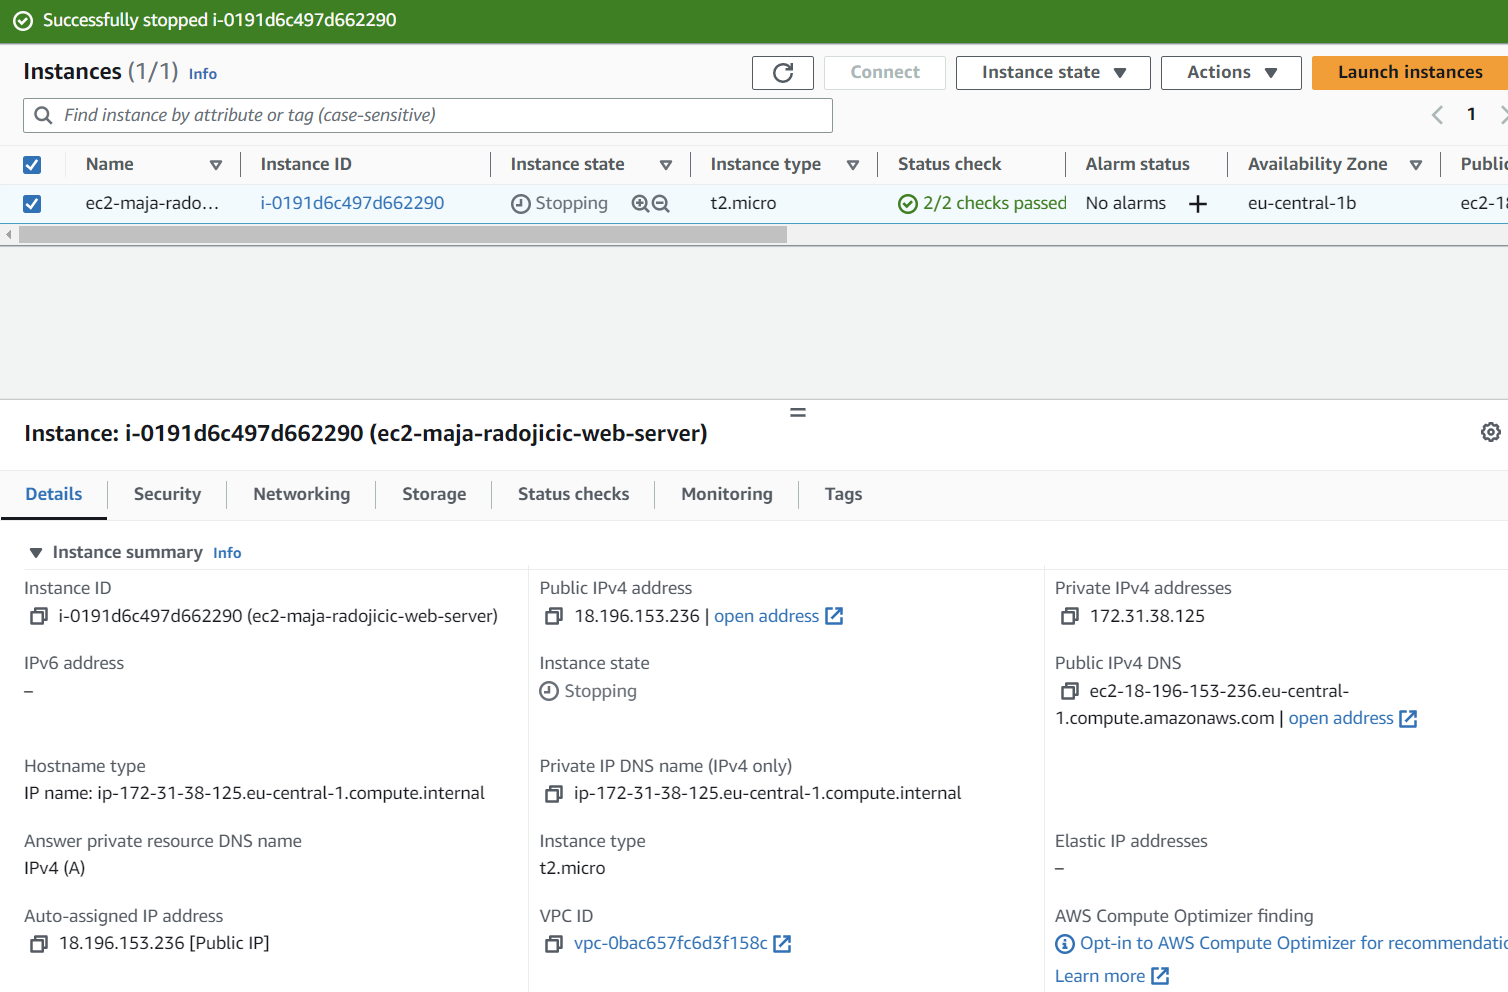 Successfully stopped i-0191d6c497d662290
Instances (1/1) Info
Connect
Instance state
Actions
Launch instances
Find instance by attribute or tag (case-sensitive)
1
Name Instance ID Instance state Instance type Status check Alarm status Availability Zone Public
ec2-maja-rado... i-0191d6c497d662290 Stopping t2.micro 2/2 checks passed No alarms + eu-central-1b ec2-18
Instance: i-0191d6c497d662290 (ec2-maja-radojicic-web-server)
Details Security Networking Storage Status checks Monitoring Tags
Instance summary Info
Instance ID
i-0191d6c497d662290 (ec2-maja-radojicic-web-server)
Public IPv4 address
18.196.153.236 | open address
Private IPv4 addresses
172.31.38.125
IPv6 address
–
Instance state
Stopping
Public IPv4 DNS
ec2-18-196-153-236.eu-central-
1.compute.amazonaws.com | open address
Hostname type
IP name: ip-172-31-38-125.eu-central-1.compute.internal
Private IP DNS name (IPv4 only)
ip-172-31-38-125.eu-central-1.compute.internal
Answer private resource DNS name
IPv4 (A)
Instance type
t2.micro
Elastic IP addresses
–
Auto-assigned IP address
18.196.153.236 [Public IP]
VPC ID
vpc-0bac657fc6d3f158c
AWS Compute Optimizer finding
Opt-in to AWS Compute Optimizer for recommendatio
Learn more